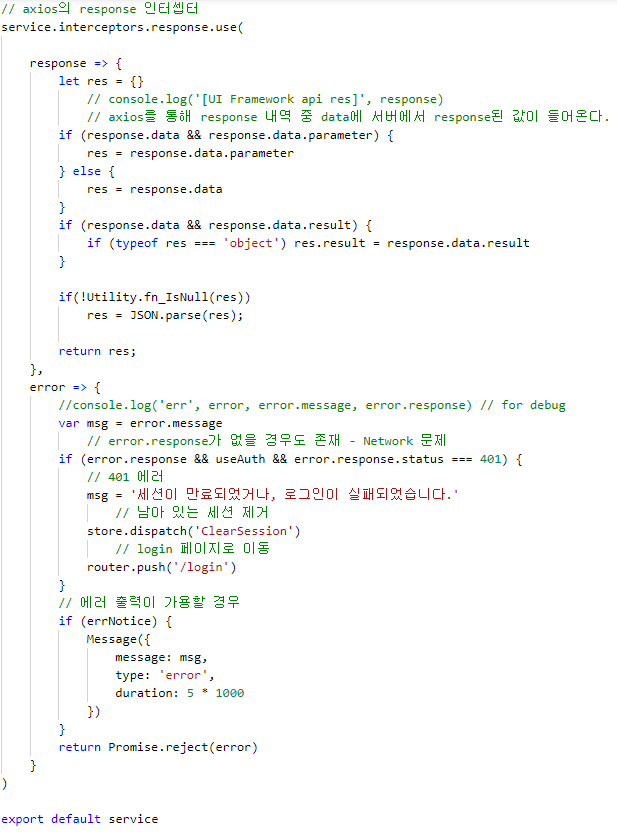 // axios의 response 인터셉터
service.interceptors.response.use(
response => {
let res = {}
// console.log('[UI Framework api res]', response)
// axios를 통해 response 내역 중 data에 서버에서 response된 값이 들어온다.
if (response.data && response.data.parameter) {
res = response.data.parameter
} else {
res = response.data
}
if (response.data && response.data.result) {
if (typeof res === 'object') res.result = response.data.result
}
if(!Utility.fn_IsNull(res))
res = JSON.parse(res);
return res;
},
error => {
//console.log('err', error, error.message, error.response) // for debug
var msg = error.message
// error.response가 없을 경우도 존재 - Network 문제
if (error.response && useAuth && error.response.status === 401) {
// 401 에러
msg = '세션이 만료되었거나, 로그인이 실패되었습니다.'
// 남아 있는 세션 제거
store.dispatch('ClearSession')
// login 페이지로 이동
router.push('/login')
}
// 에러 출력이 가용할 경우
if (errNotice) {
Message({
message: msg,
type: 'error',
duration: 5 * 1000
})
}
return Promise.reject(error)
}
)
export default service